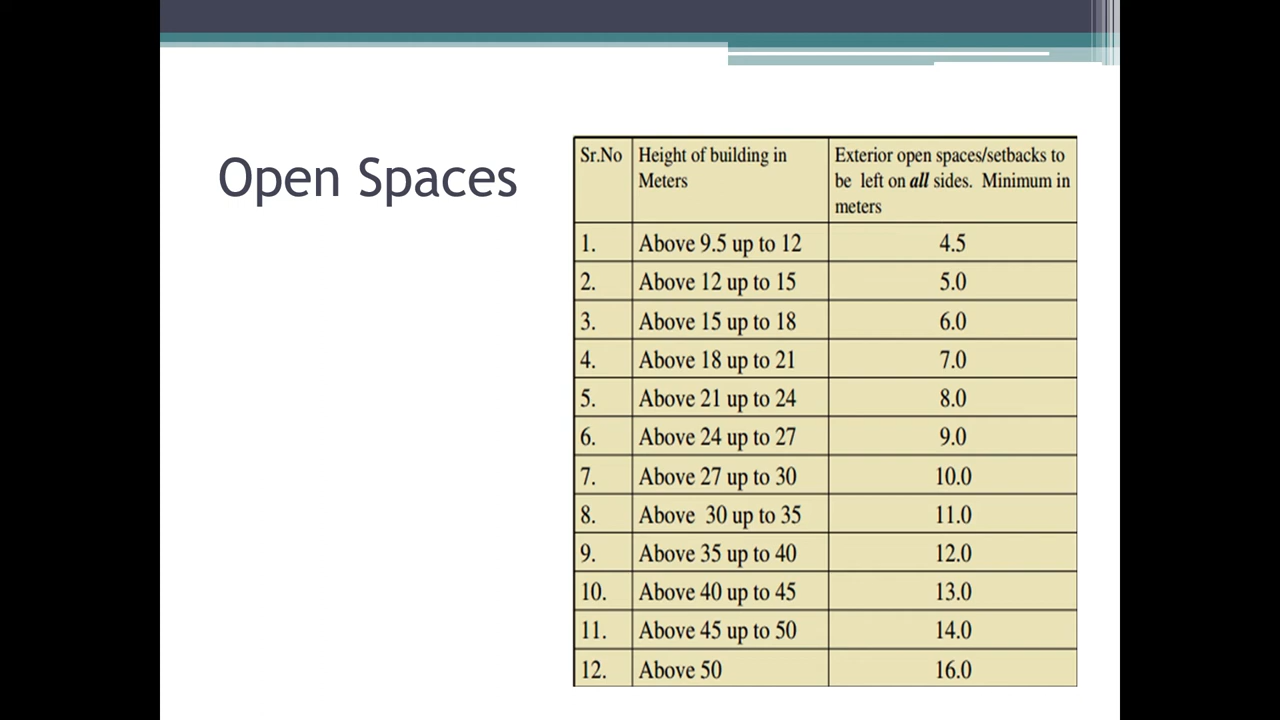 Open Spaces
Sr.No Height of building in Meters Exterior open spaces/setbacks to be left on all sides. Minimum in meters
1. Above 9.5 up to 12 4.5
2. Above 12 up to 15 5.0
3. Above 15 up to 18 6.0
4. Above 18 up to 21 7.0
5. Above 21 up to 24 8.0
6. Above 24 up to 27 9.0
7. Above 27 up to 30 10.0
8. Above 30 up to 35 11.0
9. Above 35 up to 40 12.0
10. Above 40 up to 45 13.0
11. Above 45 up to 50 14.0
12. Above 50 16.0